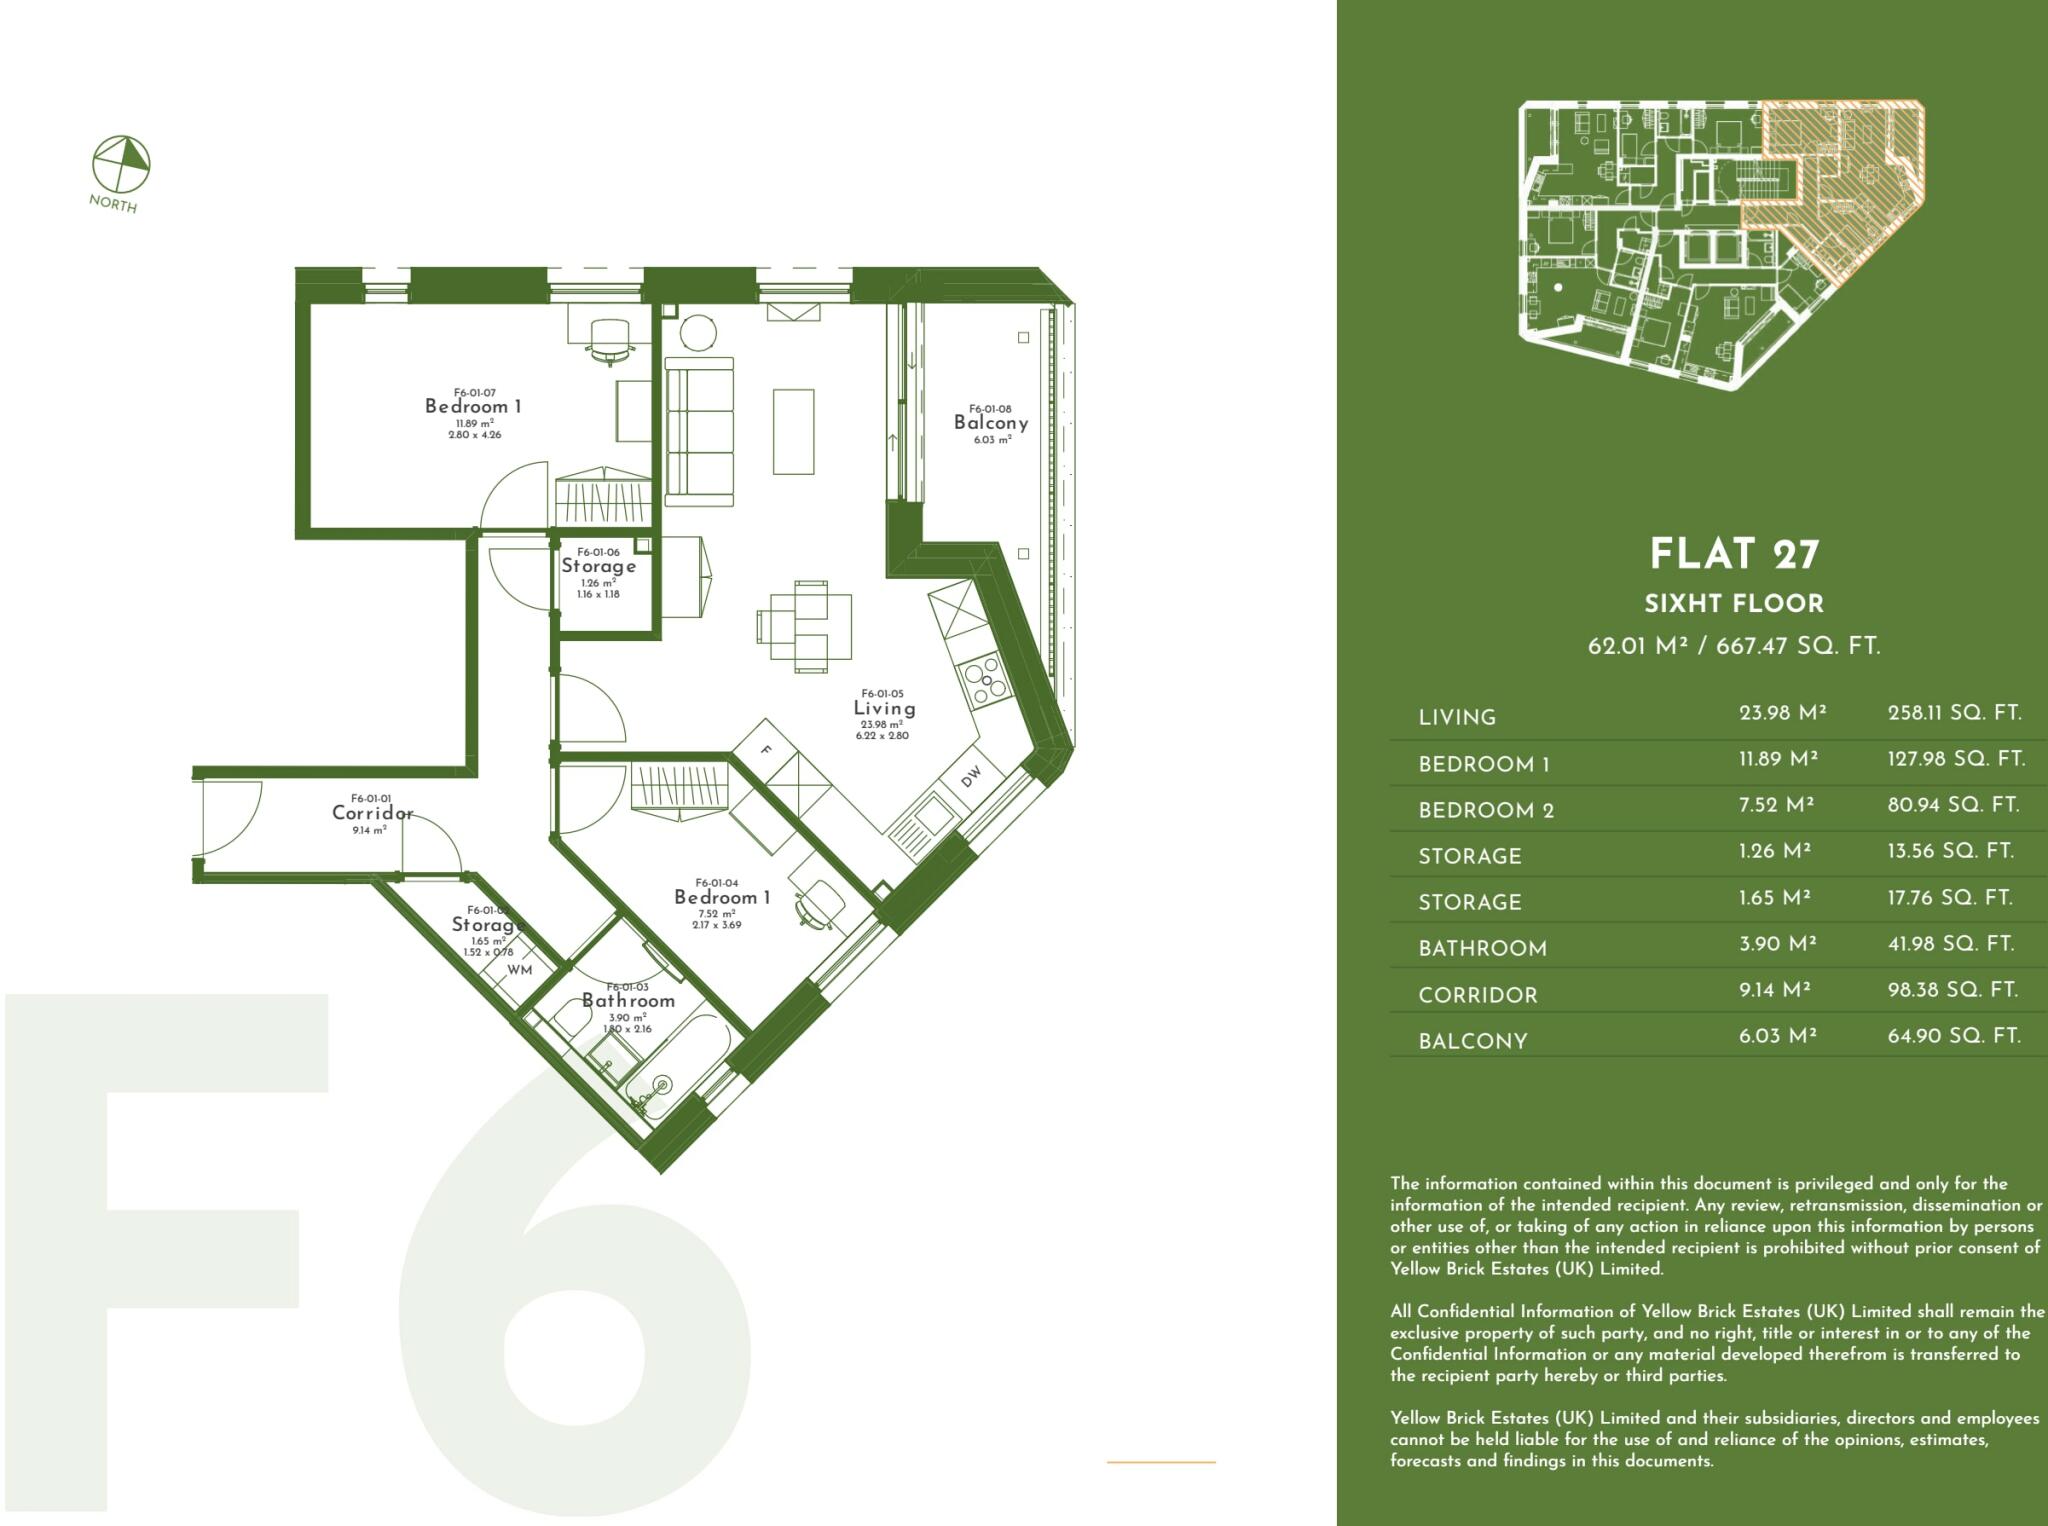 NORTH
F6-01-07
Bedroom 1
11.89 m²
2.80 x 4.26
F6-01-08
Balcony
6.03 m²
F6-01-06
Storage
1.26 m²
1.16 x 1.18
F6-01-05
Living
23.98 m²
6.22 x 2.80
F
DW
F6-01-01
Corridor
9.14 m²
F6-01-04
Bedroom 1
7.52 m²
2.17 x 3.69
F6-01-02
Storage
1.65 m²
1.52 x 0.78
WM
F6-01-03
Bathroom
3.90 m²
1.80 x 2.16
F6
FLAT 27
SIXHT FLOOR
62.01 M² / 667.47 SQ. FT.
LIVING 23.98 M² 258.11 SQ. FT.
BEDROOM 1 11.89 M² 127.98 SQ. FT.
BEDROOM 2 7.52 M² 80.94 SQ. FT.
STORAGE 1.26 M² 13.56 SQ. FT.
STORAGE 1.65 M² 17.76 SQ. FT.
BATHROOM 3.90 M² 41.98 SQ. FT.
CORRIDOR 9.14 M² 98.38 SQ. FT.
BALCONY 6.03 M² 64.90 SQ. FT.
The information contained within this document is privileged and only for the
information of the intended recipient. Any review, retransmission, dissemination or
other use of, or taking of any action in reliance upon this information by persons
or entities other than the intended recipient is prohibited without prior consent of
Yellow Brick Estates (UK) Limited.
All Confidential Information of Yellow Brick Estates (UK) Limited shall remain the
exclusive property of such party, and no right, title or interest in or to any of the
Confidential Information or any material developed therefrom is transferred to
the recipient party hereby or third parties.
Yellow Brick Estates (UK) Limited and their subsidiaries, directors and employees
cannot be held liable for the use of and reliance of the opinions, estimates,
forecasts and findings in this documents.